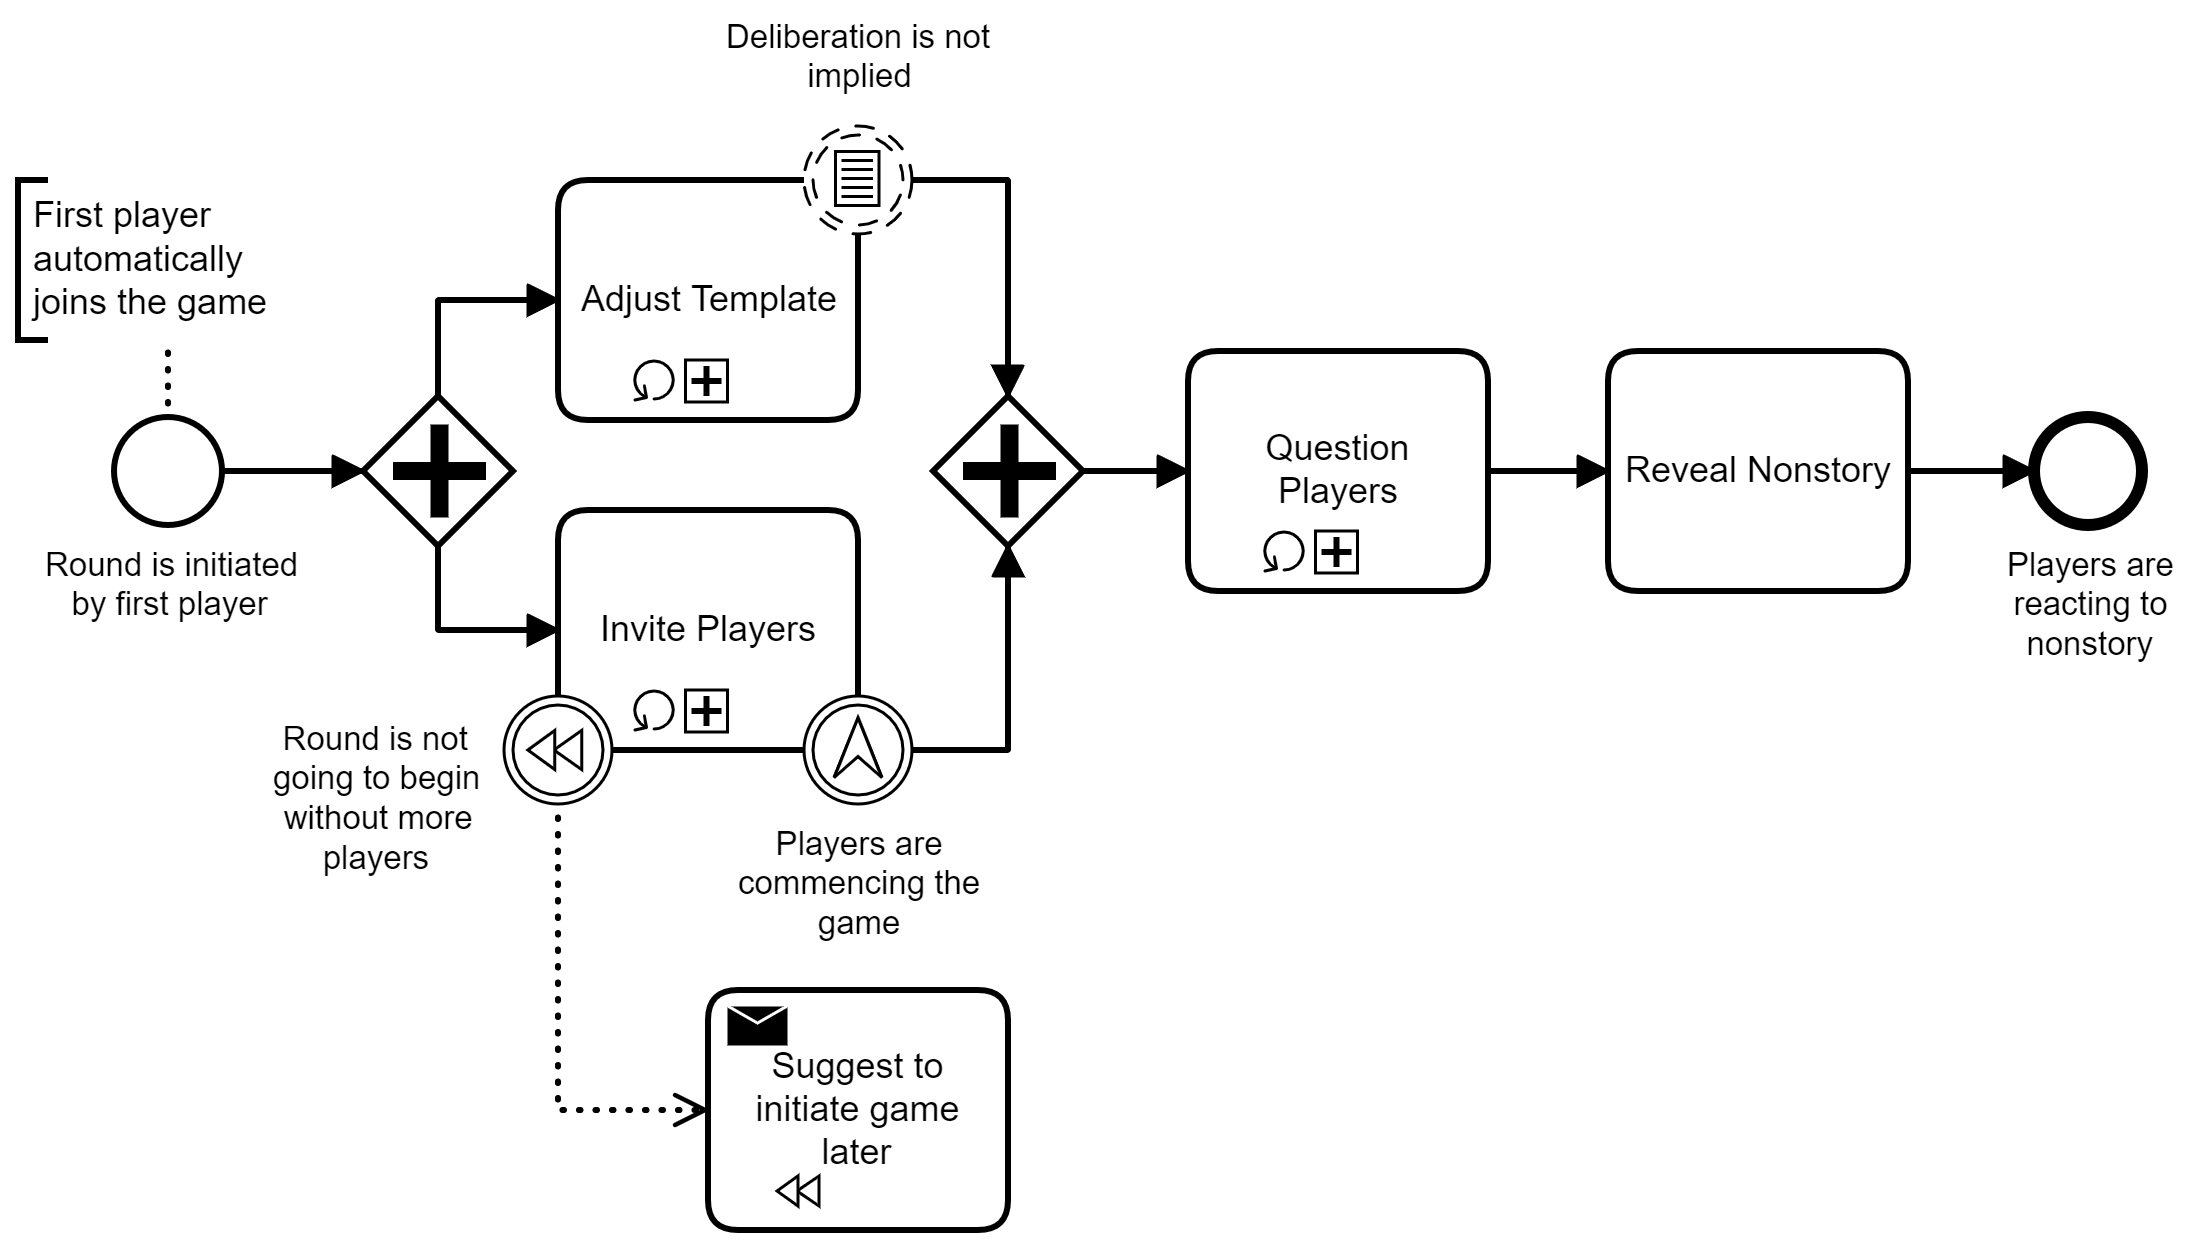 Deliberation is not
implied
First player
automatically
joins the game
Adjust Template
Round is initiated
by first player
Question
Players
Reveal Nonstory
Players are
reacting to
nonstory
Invite Players
Round is not
going to begin
without more
players
Players are
commencing the
game
Suggest to
initiate game
later